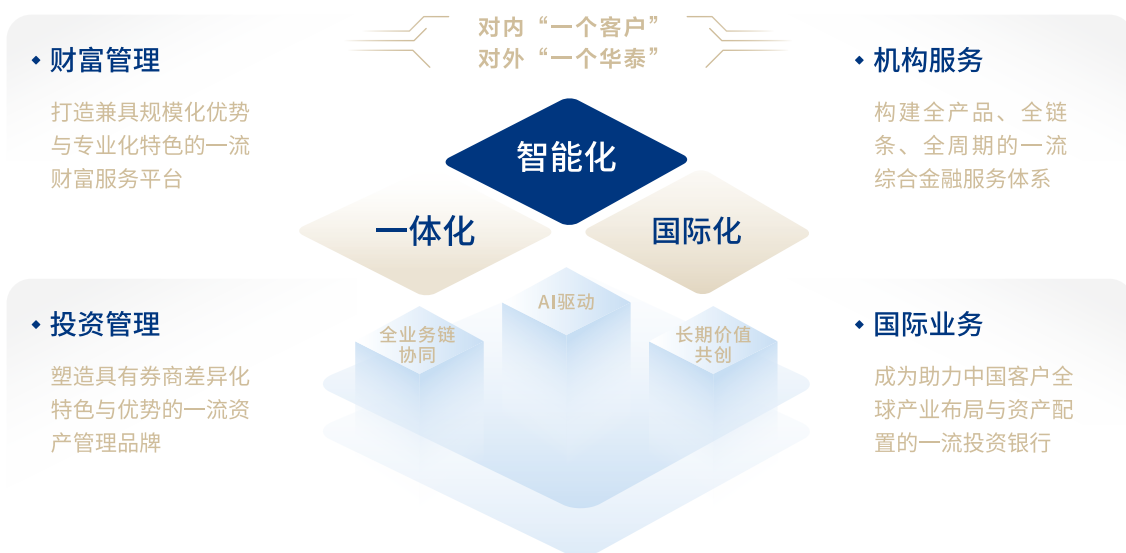 对内“一个客户”
对外“一个华泰”
财富管理
打造兼具规模化优势
与专业化特色的一流
财富服务平台
机构服务
构建全产品、全链
条、全周期的一流
综合金融服务体系
智能化
一体化
国际化
AI驱动
全业务链
协同
长期价值
共创
投资管理
塑造具有券商差异化
特色与优势的一流资
产管理品牌
国际业务
成为助力中国客户全
球产业布局与资产配
置的一流投资银行